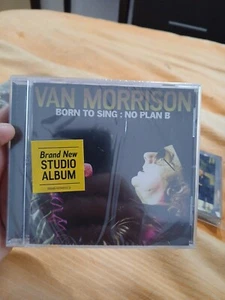 VAN MORRISON
BORN TO SING : NO PLAN B
Brand New
STUDIO
ALBUM